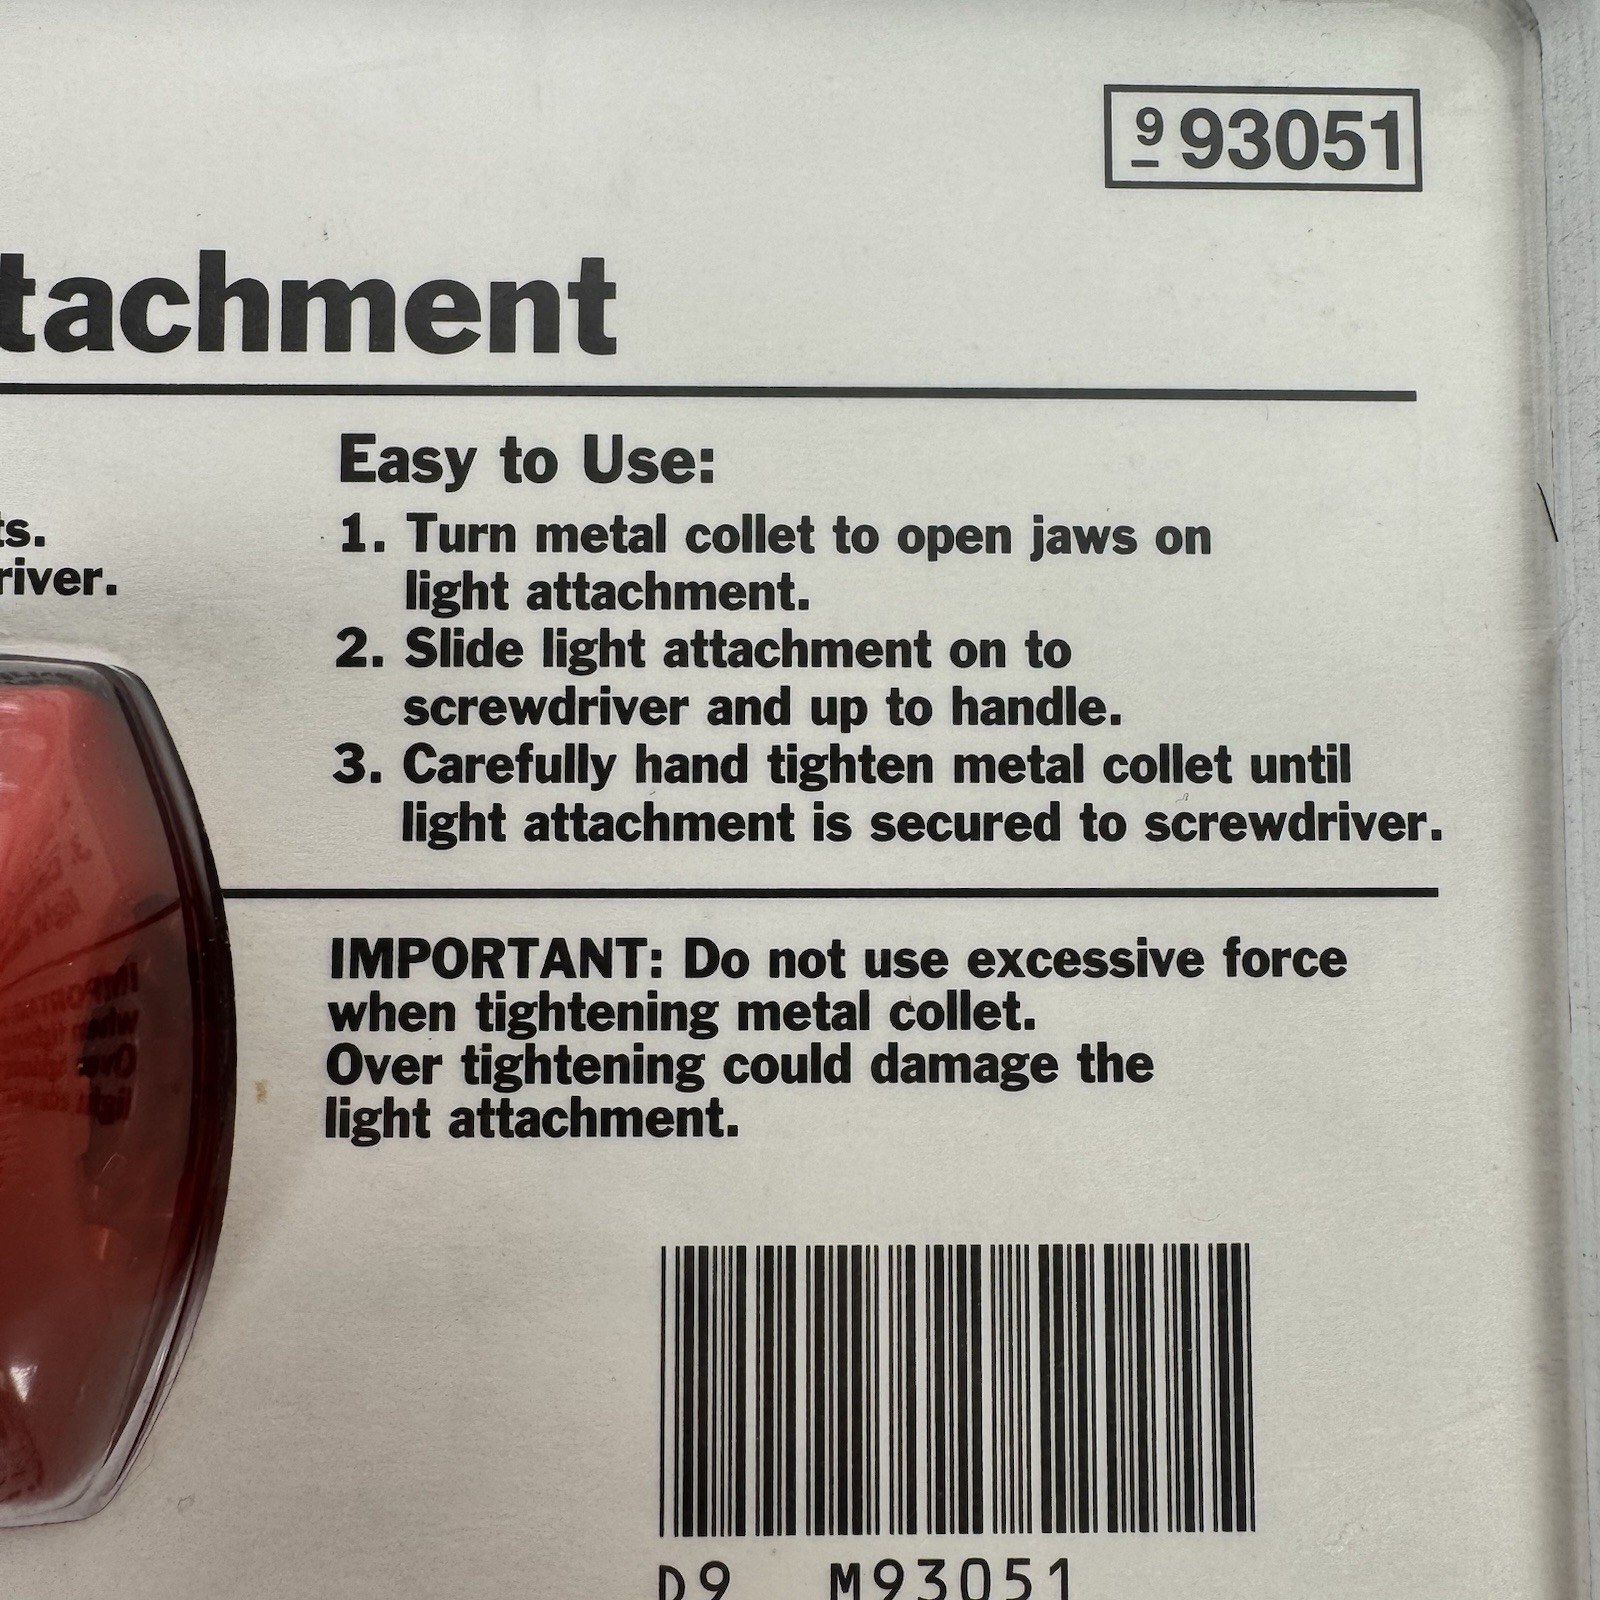 9 93051
tachment
ts.
river.
Easy to Use:
1. Turn metal collet to open jaws on
light attachment.
2. Slide light attachment on to
screwdriver and up to handle.
3. Carefully hand tighten metal collet until
light attachment is secured to screwdriver.
IMPORTANT: Do not use excessive force
when tightening metal collet.
Over tightening could damage the
light attachment.
D9 M93051